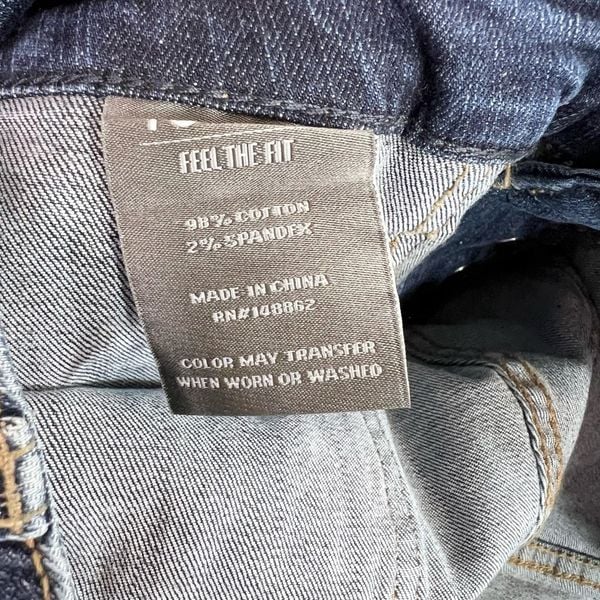 FEEL THE FIT
98% COTTON
2% SPANDEX
MADE IN CHINA
RN#148862
COLOR MAY TRANSFER
WHEN WORN OR WASHED